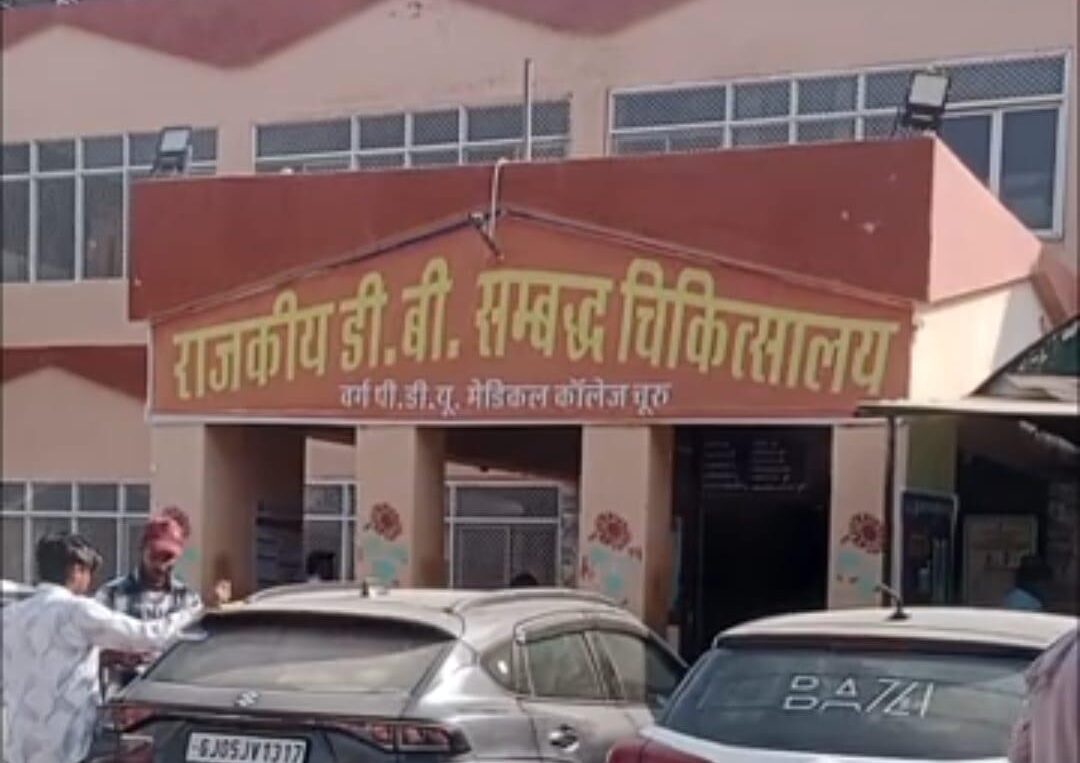 राजकीय डी.बी. सम्बद्ध चिकित्सालय
वर्ग पी.डी.यू. मेडिकल कॉलेज चूरु
GJ05JV1317